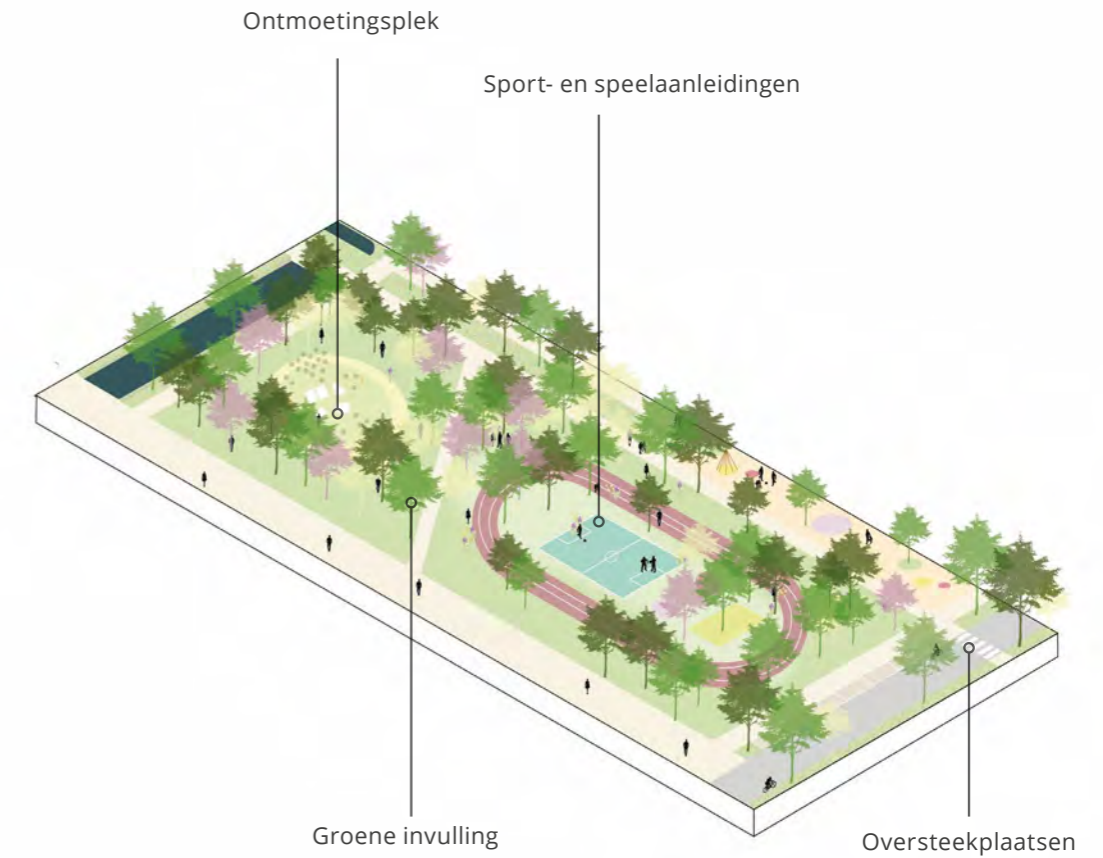 Ontmoetingsplek
Sport- en speelaanleidingen
Groene invulling
Oversteekplaatsen